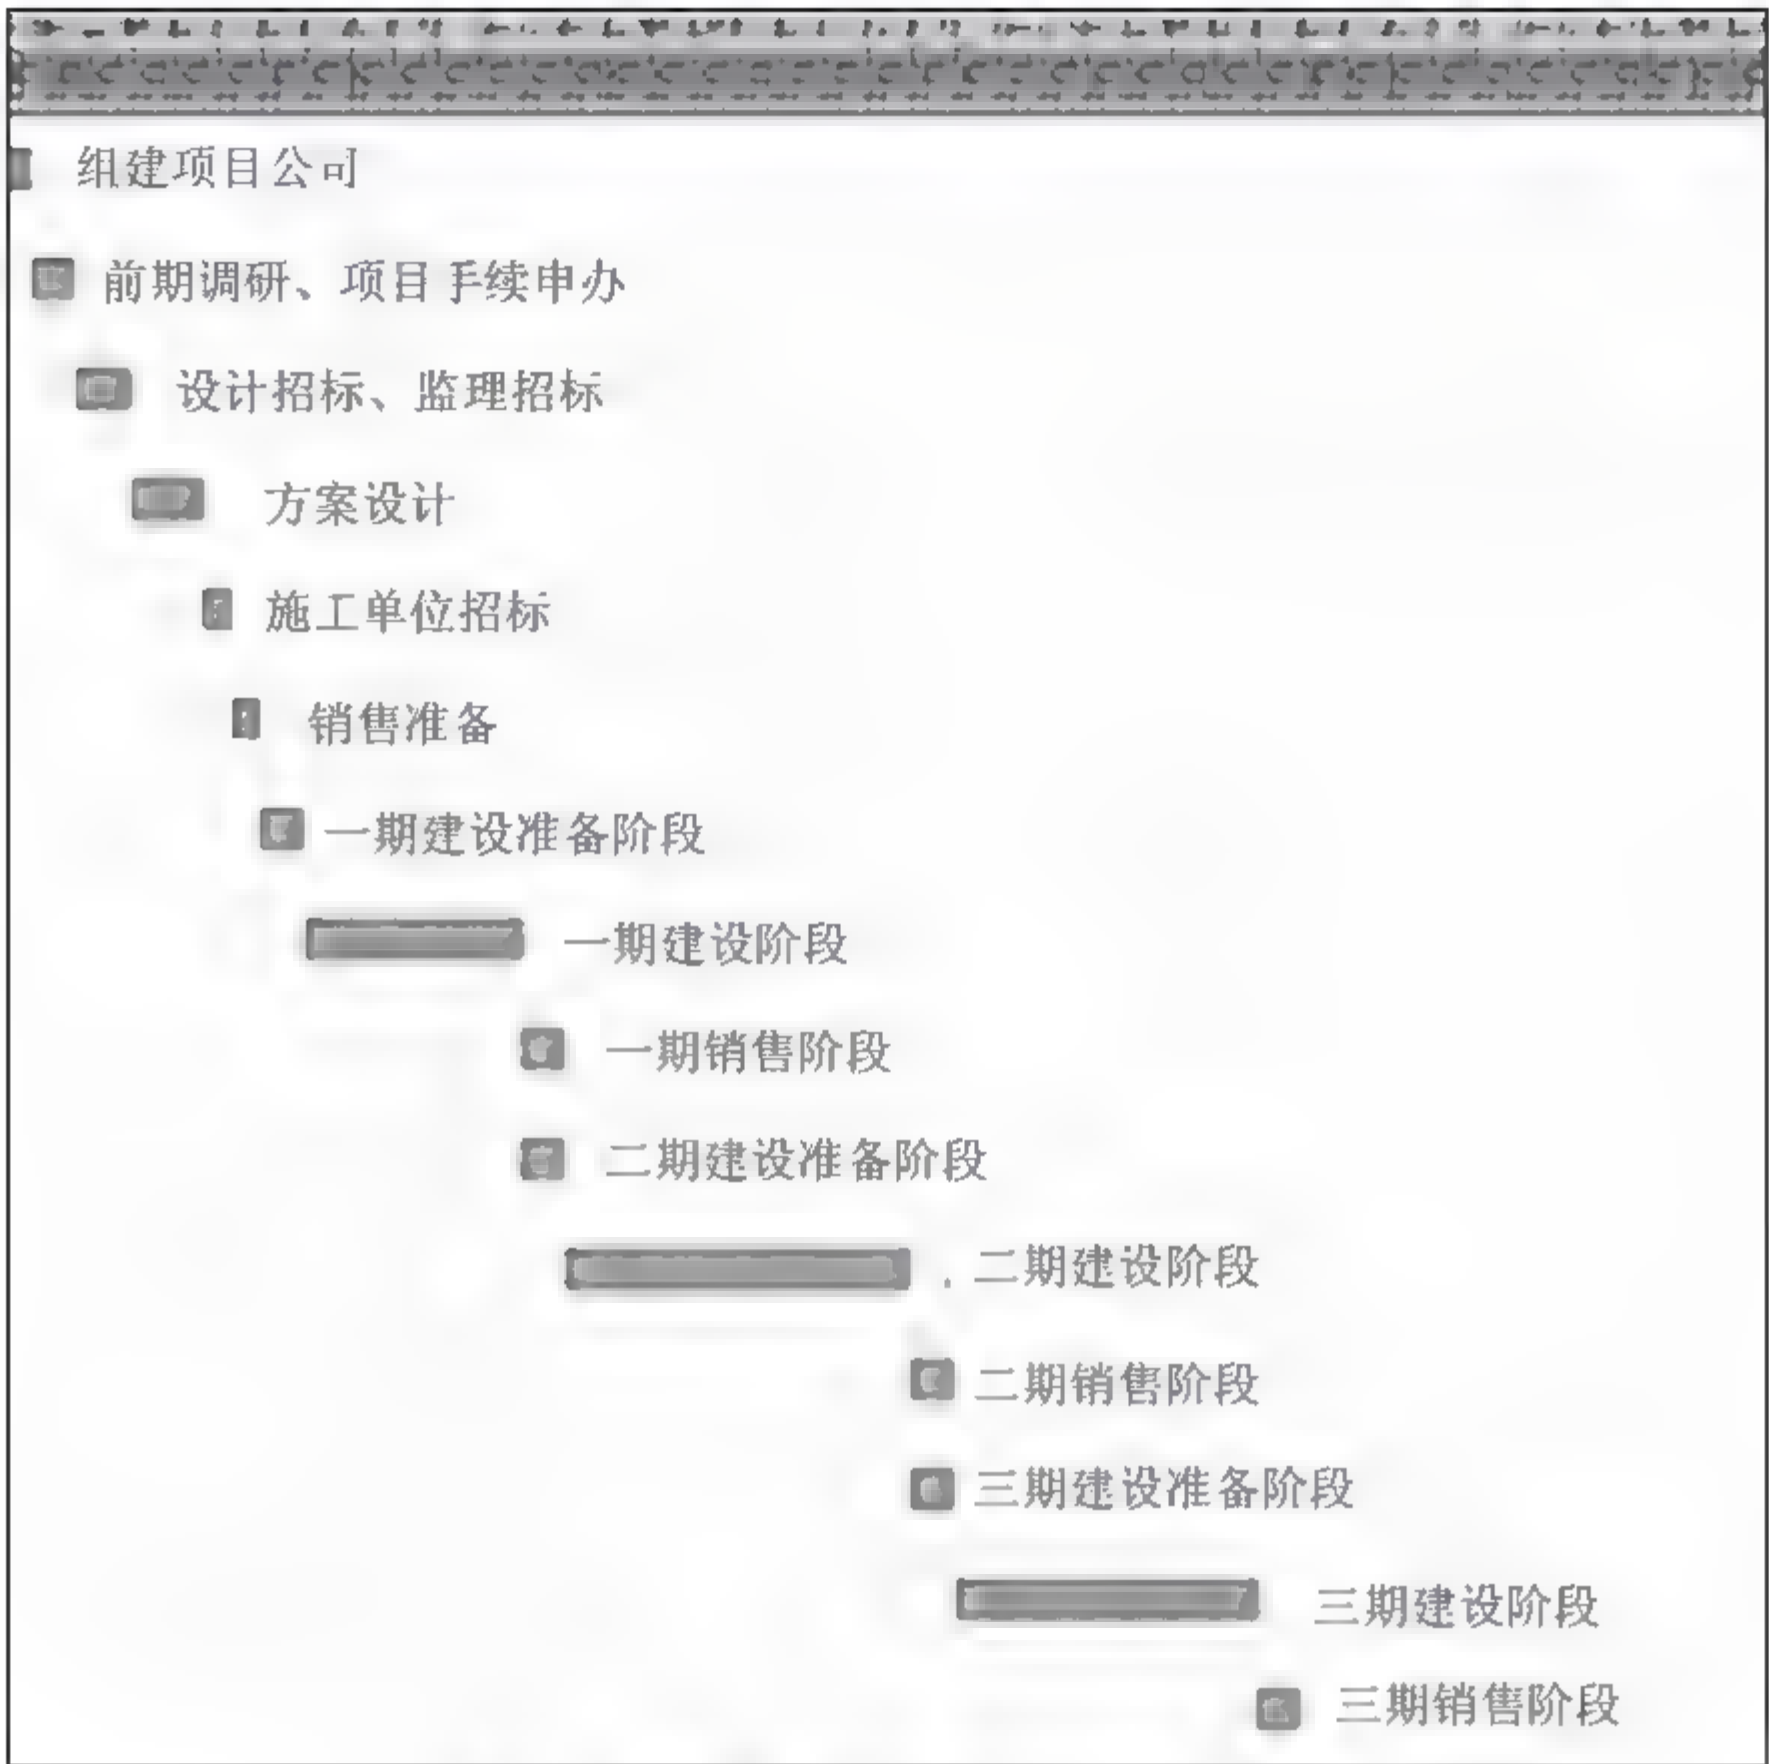 组建项目公司
前期调研、项目手续申办
设计招标、监理招标
方案设计
施工单位招标
销售准备
一期建设准备阶段
一期建设阶段
一期销售阶段
二期建设准备阶段
二期建设阶段
二期销售阶段
三期建设准备阶段
三期建设阶段
三期销售阶段